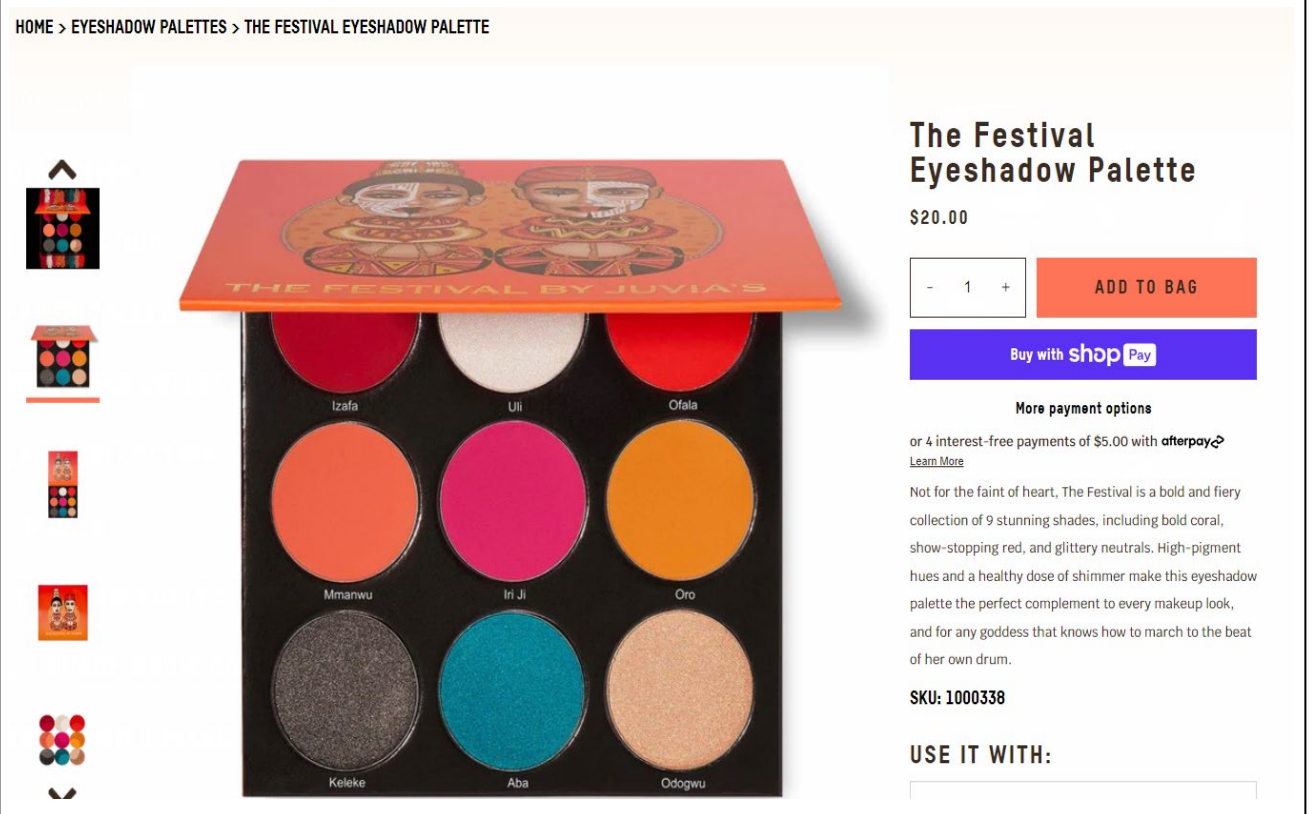 HOME > EYESHADOW PALETTES > THE FESTIVAL EYESHADOW PALETTE
THE FESTIVAL BY JUVIA'S
Izafa
Uli
Ofala
Mmanwu
Iri Ji
Oro
Keleke
Aba
Odogwu
The Festival
Eyeshadow Palette
$20.00
- 1 +
ADD TO BAG
Buy with shop Pay
More payment options
or 4 interest-free payments of $5.00 with afterpay
Learn More
Not for the faint of heart, The Festival is a bold and fiery
collection of 9 stunning shades, including bold coral,
show-stopping red, and glittery neutrals. High-pigment
hues and a healthy dose of shimmer make this eyeshadow
palette the perfect complement to every makeup look,
and for any goddess that knows how to march to the beat
of her own drum.
SKU: 1000338
USE IT WITH: